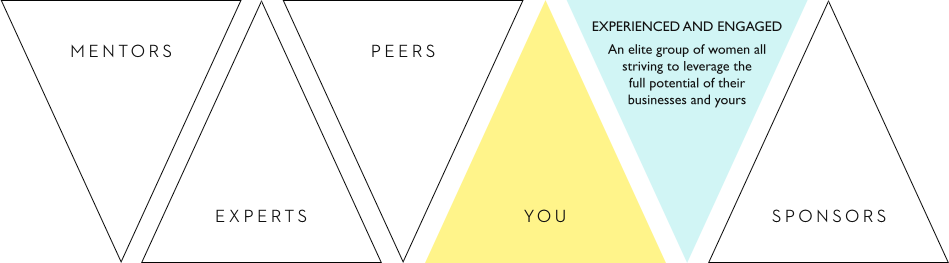 MENTORS
EXPERTS
PEERS
YOU
EXPERIENCED AND ENGAGED
An elite group of women all
striving to leverage the
full potential of their
businesses and yours
SPONSORS